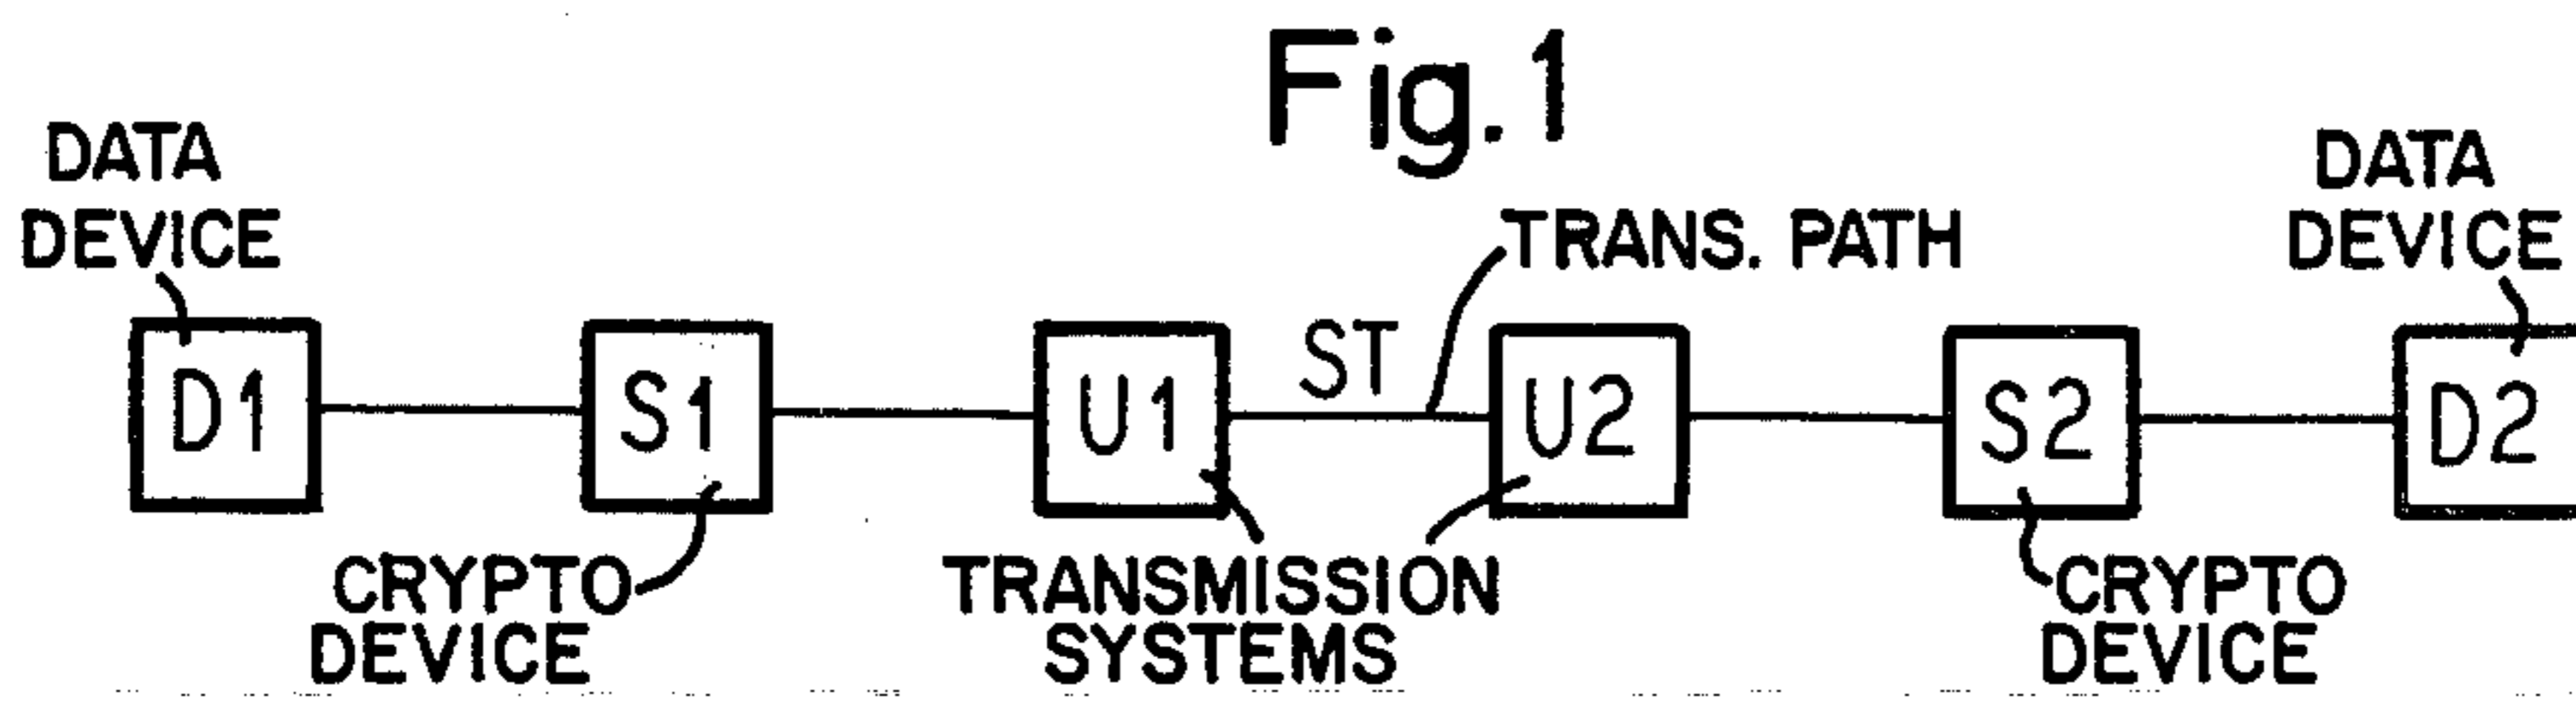 Fig.1
DATA
DEVICE
DATA
DEVICE
TRANS. PATH
ST
D1
S1
U1
U2
S2
D2
CRYPTO
DEVICE
TRANSMISSION
SYSTEMS
CRYPTO
DEVICE